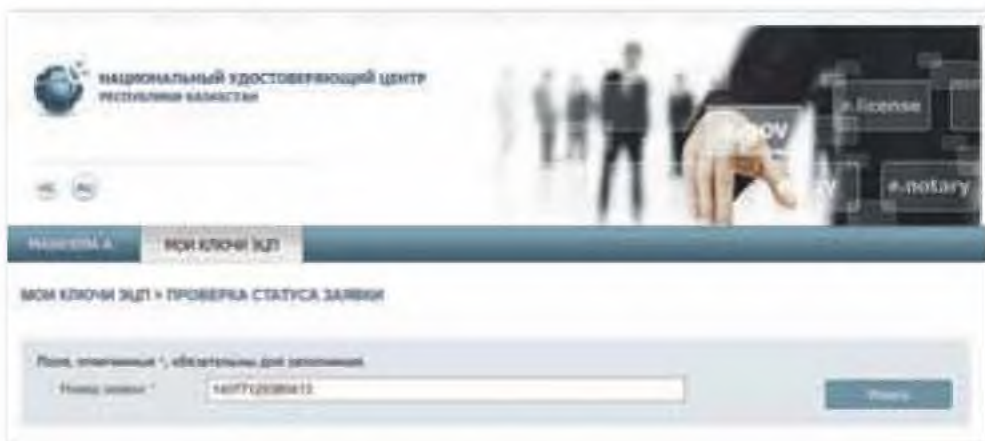 НАЦИОНАЛЬНЫЙ УДОСТОВЕРЯЮЩИЙ ЦЕНТР
РЕСПУБЛИКИ КАЗАХСТАН
e-license
e-notary
МОИ КЛЮЧИ ЭЦП
МОИ КЛЮЧИ ЭЦП » ПРОВЕРКА СТАТУСА ЗАЯВКИ
Поля, отмеченные *, обязательны для заполнения
Номер заявки *